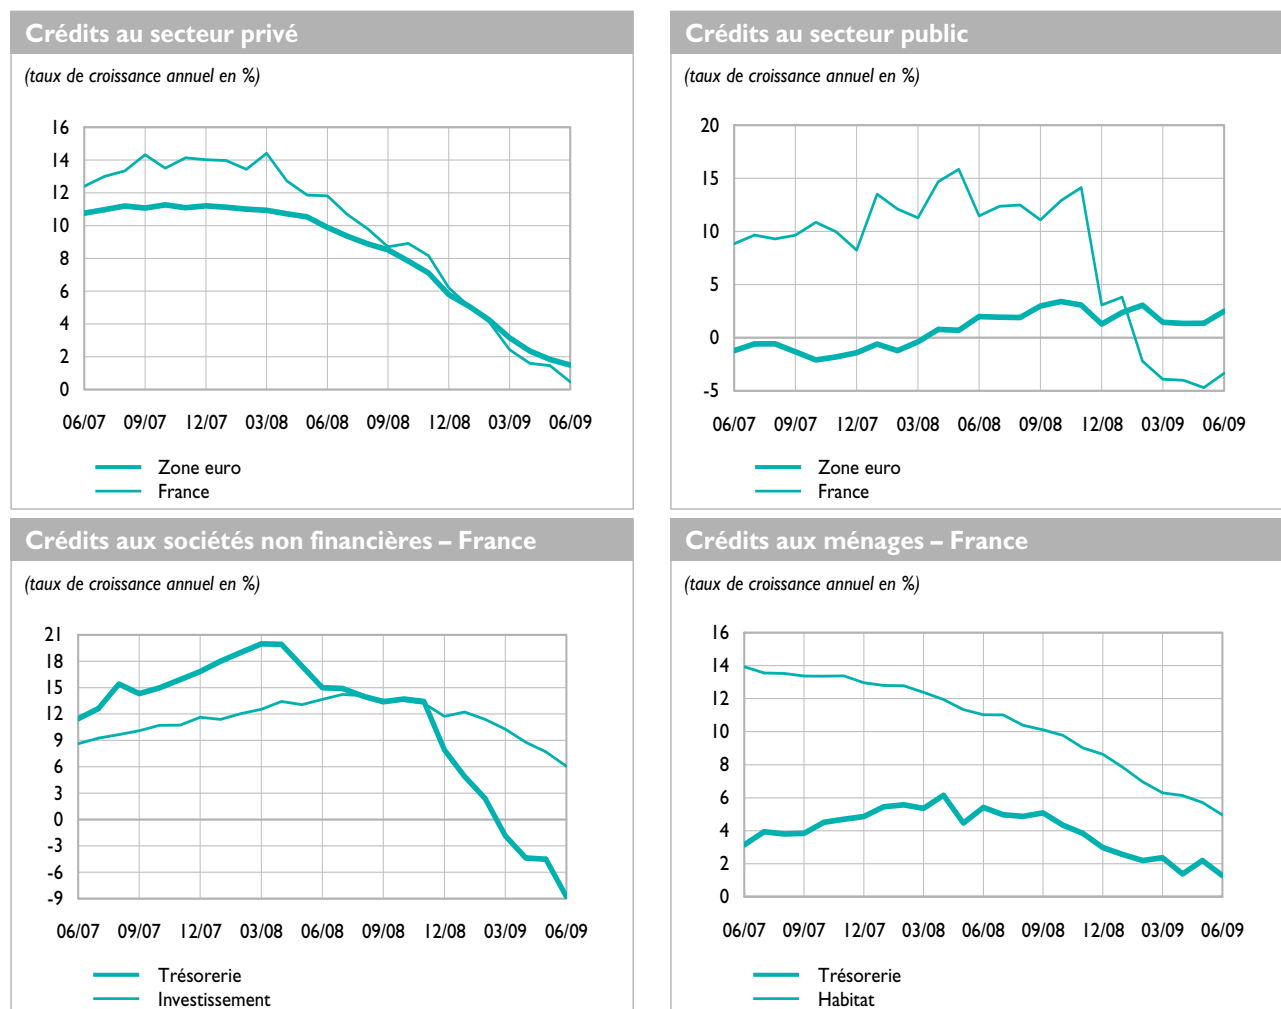 Crédits au secteur privé
(taux de croissance annuel en %)
16
14
12
10
8
6
4
2
0
06/07 09/07 12/07 03/08 06/08 09/08 12/08 03/09 06/09
Zone euro
France
Crédits au secteur public
(taux de croissance annuel en %)
20
15
10
5
0
-5
06/07 09/07 12/07 03/08 06/08 09/08 12/08 03/09 06/09
Zone euro
France
Crédits aux sociétés non financières – France
(taux de croissance annuel en %)
21
18
15
12
9
6
3
0
-3
-6
-9
06/07 09/07 12/07 03/08 06/08 09/08 12/08 03/09 06/09
Trésorerie
Investissement
Crédits aux ménages – France
(taux de croissance annuel en %)
16
14
12
10
8
6
4
2
0
06/07 09/07 12/07 03/08 06/08 09/08 12/08 03/09 06/09
Trésorerie
Habitat